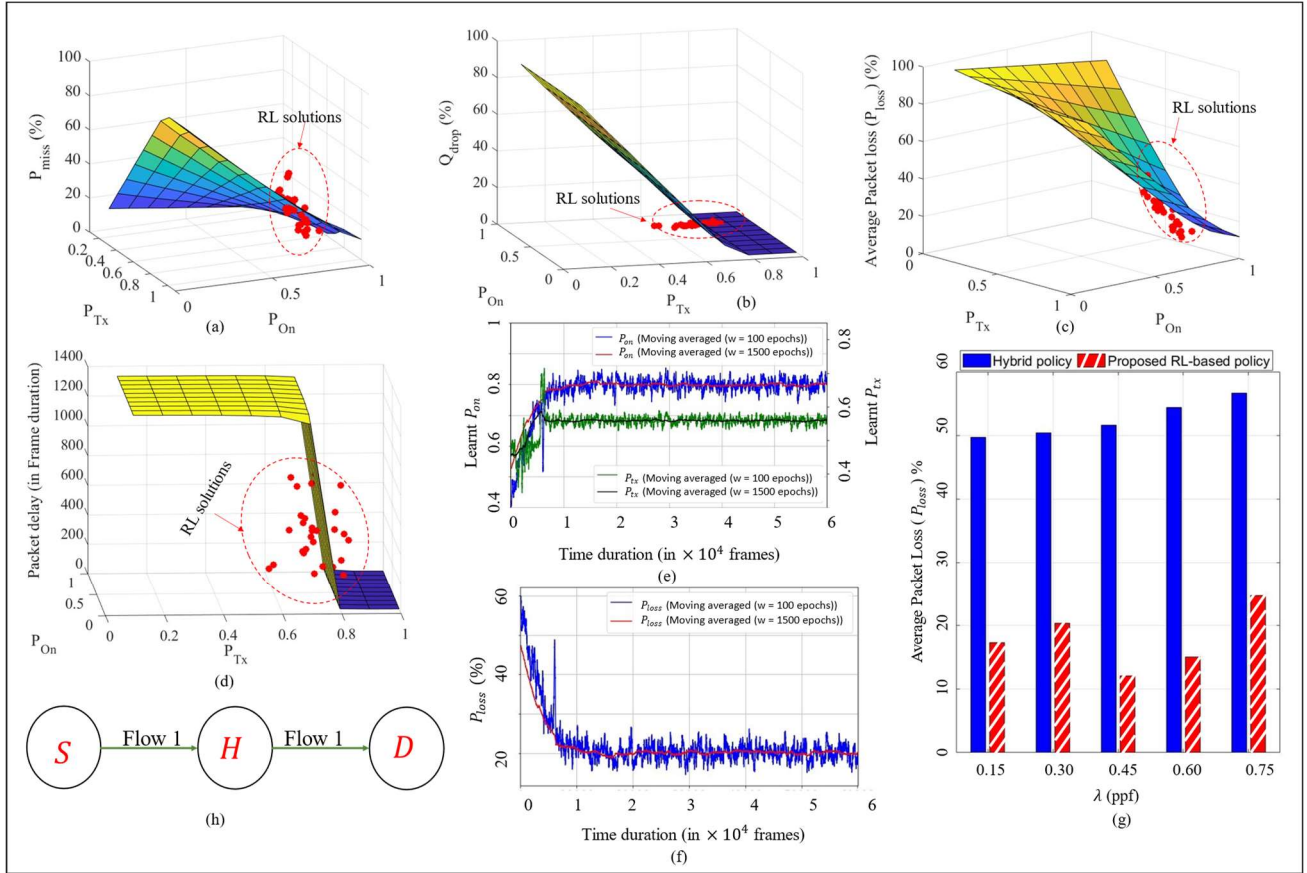 100
80
60
40
20
0
P_miss (%)
RL solutions
0.2
0.4
0.6
0.8
1
P_Tx
0
0.5
1
P_On
(a)
100
80
60
40
20
0
Q_drop (%)
RL solutions
1
0.5
0
P_On
0
0.2
0.4
0.6
0.8
1
P_Tx
(b)
100
80
60
40
20
0
Average Packet loss (P_loss) (%)
RL solutions
0
0.5
1
P_Tx
0
0.5
1
P_On
(c)
1400
1200
1000
800
600
400
200
0
Packet delay (in Frame duration)
RL solutions
1
0.5
0
P_On
0
0.2
0.4
0.6
0.8
1
P_Tx
(d)
1
0.8
0.6
0.4
Learnt P_on
P_on (Moving averaged (w = 100 epochs))
P_on (Moving averaged (w = 1500 epochs))
P_tx (Moving averaged (w = 100 epochs))
P_tx (Moving averaged (w = 1500 epochs))
0.8
0.6
0.4
Learnt P_tx
0 1 2 3 4 5 6
Time duration (in × 10^4 frames)
(e)
60
40
20
P_loss (%)
P_loss (Moving averaged (w = 100 epochs))
P_loss (Moving averaged (w = 1500 epochs))
0 1 2 3 4 5 6
Time duration (in × 10^4 frames)
(f)
Hybrid policy Proposed RL-based policy
60
50
40
30
20
10
0
Average Packet Loss (P_loss) %
0.15 0.30 0.45 0.60 0.75
λ (ppf)
(g)
S Flow 1 H Flow 1 D
(h)